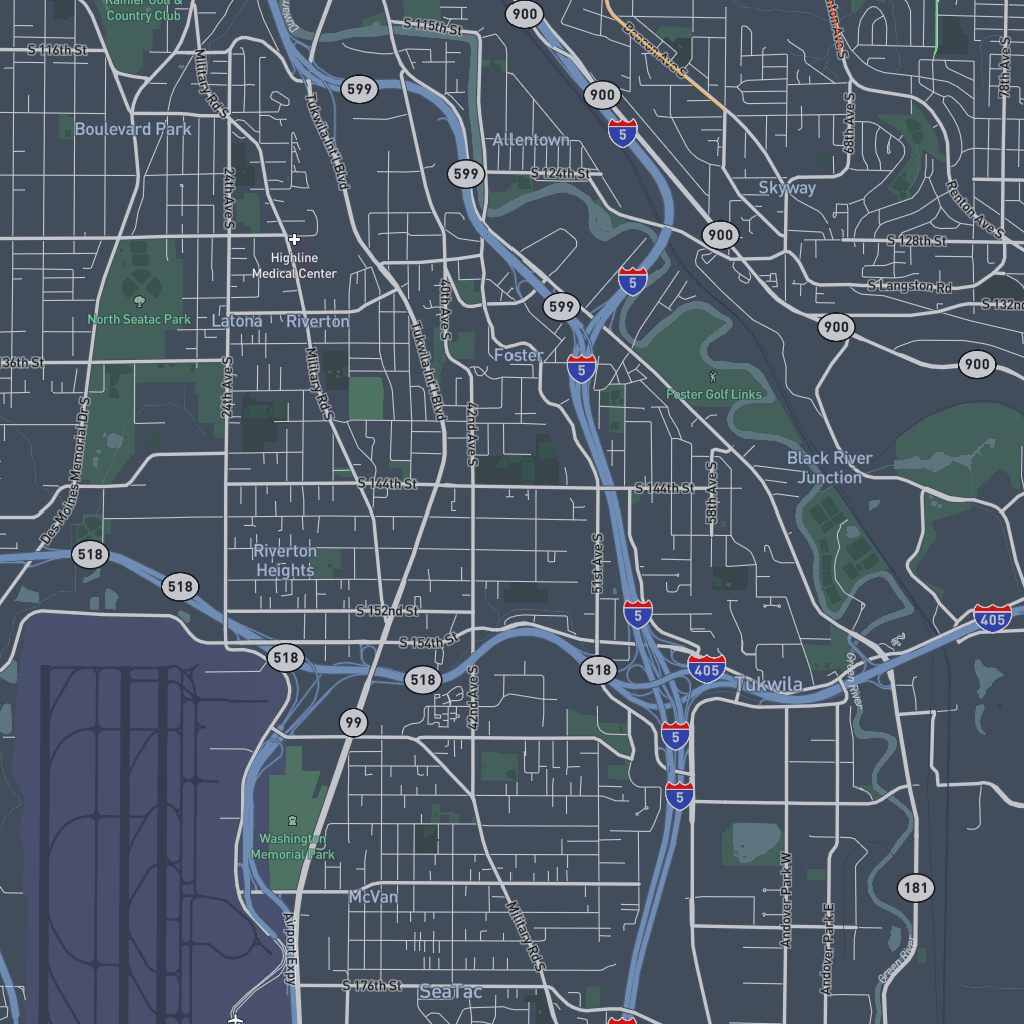 Rainier Golf &
Country Club
S 115th St
900
Beacon Ave S
Renton Ave S
78th Ave S
S 116th St
Military Rd S
599
900
5
68th Ave S
Boulevard Park
Tukwila Int'l Blvd
Allentown
599
S 124th St
24th Ave S
Skyway
Renton Ave S
900
S 128th St
Highline
Medical Center
5
S Langston Rd
40th Ave S
599
S 132nd
North Seatac Park
Latona
Riverton
900
Tukwila Int'l Blvd
Foster
136th St
24th Ave S
Military Rd S
5
900
Foster Golf Links
Des Moines Memorial Dr S
42nd Ave S
Black River
Junction
S 144th St
S 144th St
58th Ave S
518
Riverton
Heights
518
51st Ave S
S 152nd St
5
405
S 154th St
518
518
518
405
Tukwila
Green River
42nd Ave S
99
5
5
Washington
Memorial Park
McVan
181
Andover Park W
Andover Park E
Airport Expy
Military Rd S
Green River
S 176th St
SeaTac